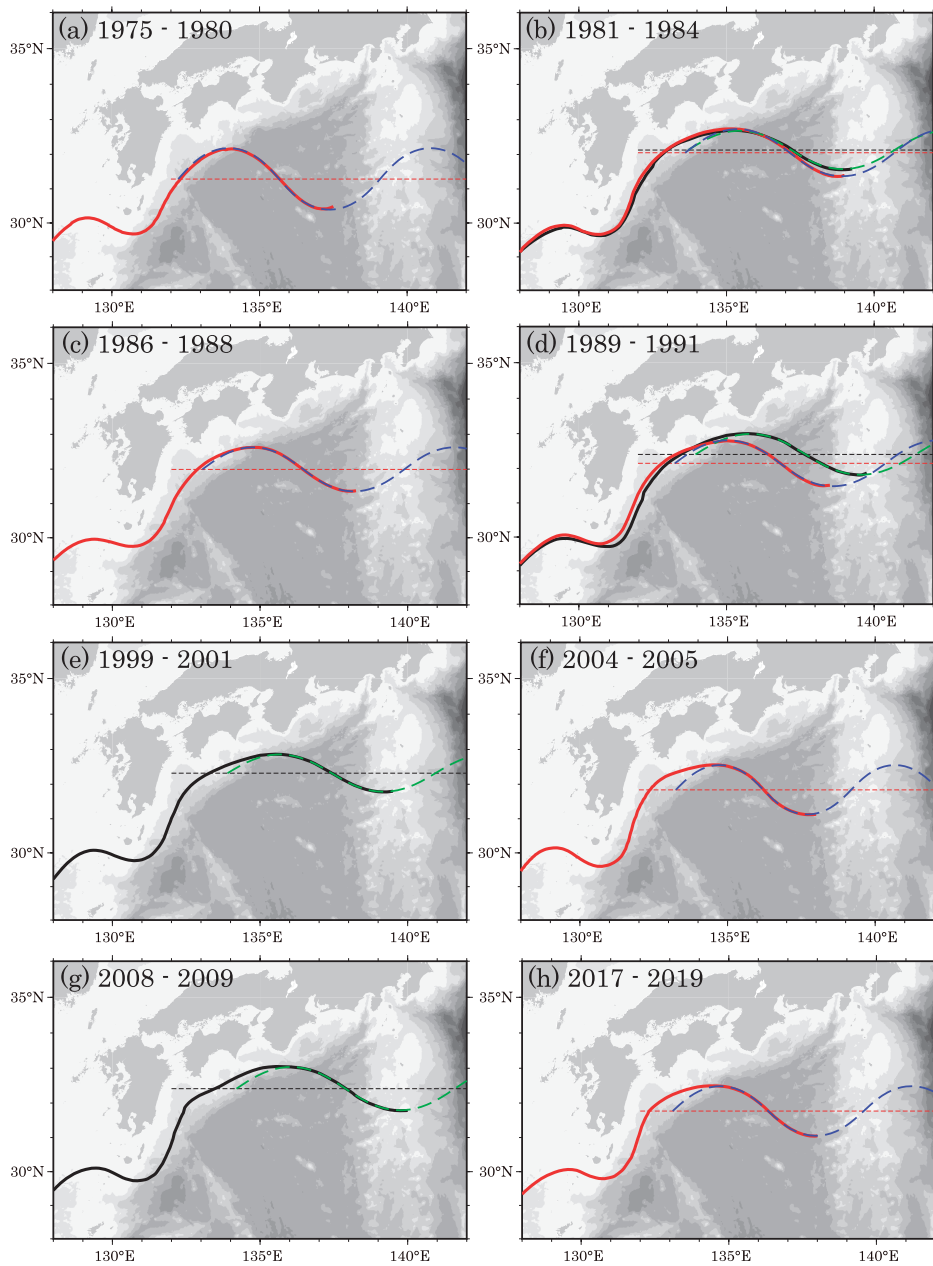 (a) 1975 - 1980
(b) 1981 - 1984
35°N
35°N
30°N
30°N
130°E 135°E 140°E
130°E 135°E 140°E
(c) 1986 - 1988
(d) 1989 - 1991
35°N
35°N
30°N
30°N
130°E 135°E 140°E
130°E 135°E 140°E
(e) 1999 - 2001
(f) 2004 - 2005
35°N
35°N
30°N
30°N
130°E 135°E 140°E
130°E 135°E 140°E
(g) 2008 - 2009
(h) 2017 - 2019
35°N
35°N
30°N
30°N
130°E 135°E 140°E
130°E 135°E 140°E